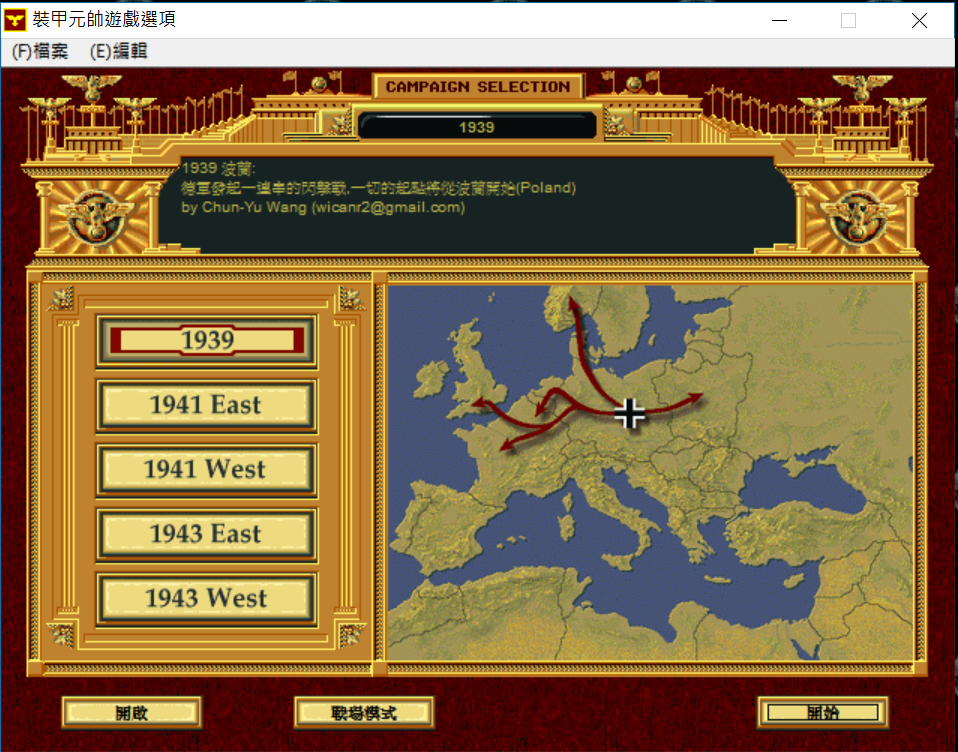 裝甲元帥遊戲選項
(F)檔案 (E)編輯
CAMPAIGN SELECTION
1939
1939 波蘭:
德軍發起一連串的閃擊戰,一切的起點將從波蘭開始(Poland)
by Chun-Yu Wang (wicanr2@gmail.com)
1939
1941 East
1941 West
1943 East
1943 West
開啟
戰場模式
開始